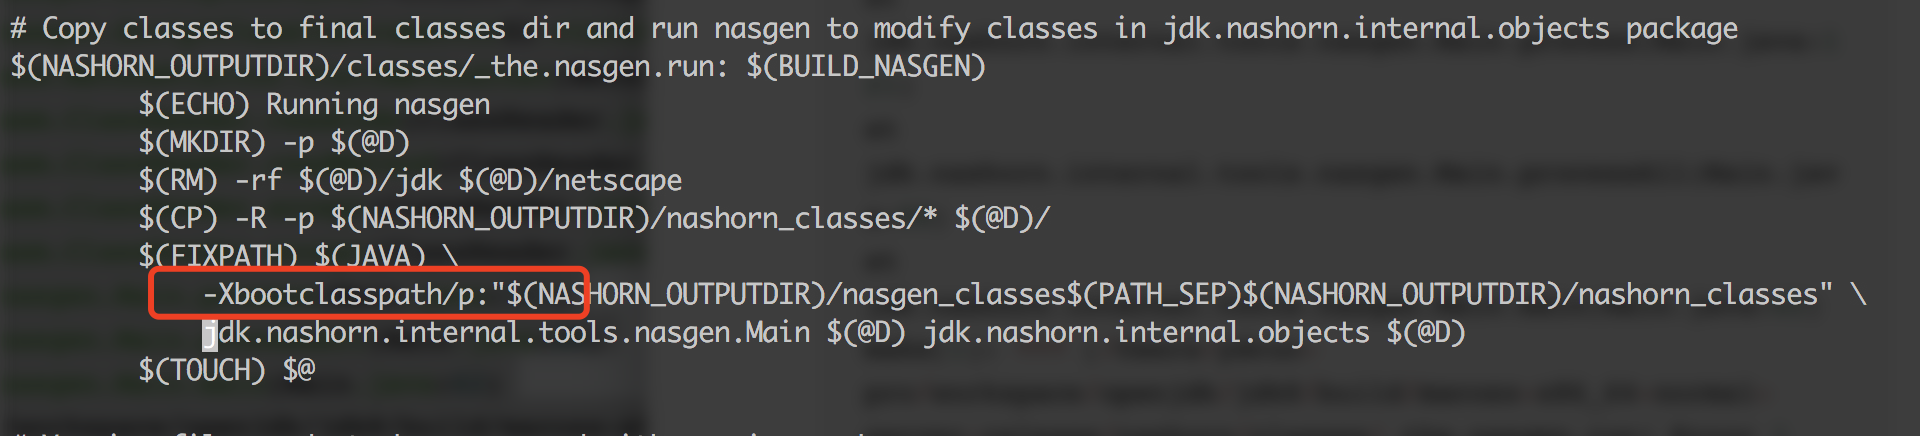 # Copy classes to final classes dir and run nasgen to modify classes in jdk.nashorn.internal.objects package
$(NASHORN_OUTPUTDIR)/classes/_the.nasgen.run: $(BUILD_NASGEN)
$(ECHO) Running nasgen
$(MKDIR) -p $(@D)
$(RM) -rf $(@D)/jdk $(@D)/netscape
$(CP) -R -p $(NASHORN_OUTPUTDIR)/nashorn_classes/* $(@D)/
$(FIXPATH) $(JAVA) \
-Xbootclasspath/p:"$(NASHORN_OUTPUTDIR)/nasgen_classes$(PATH_SEP)$(NASHORN_OUTPUTDIR)/nashorn_classes" \
jdk.nashorn.internal.tools.nasgen.Main $(@D) jdk.nashorn.internal.objects $(@D)
$(TOUCH) $@